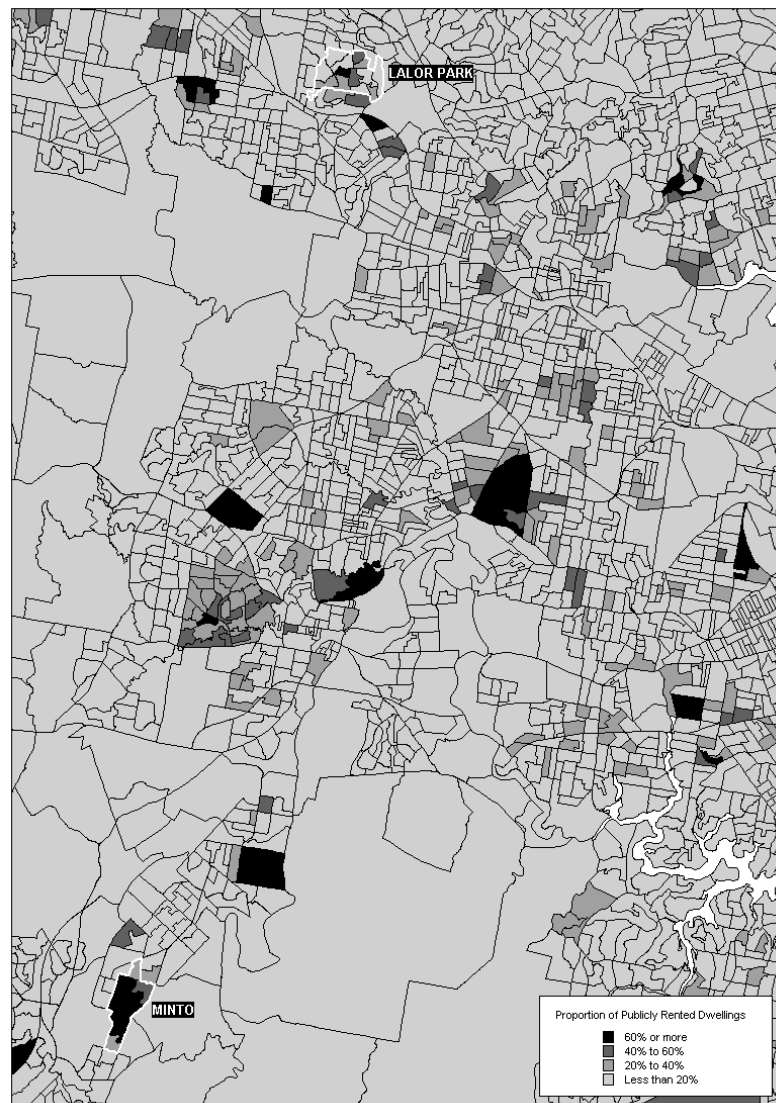 LALOR PARK
MINTO
Proportion of Publicly Rented Dwellings
60% or more
40% to 60%
20% to 40%
Less than 20%